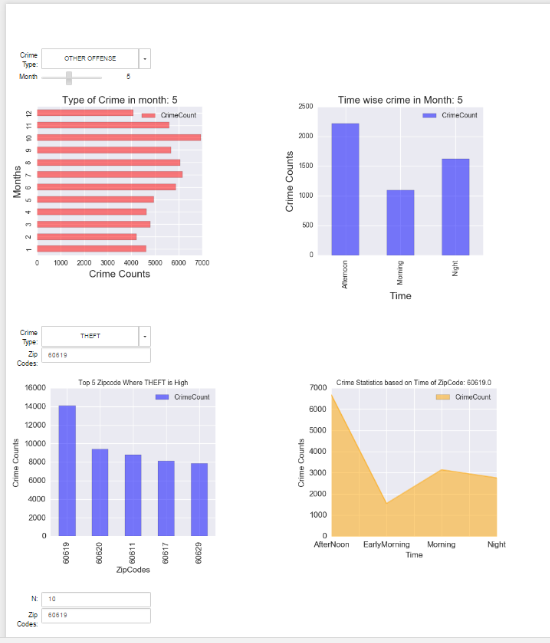 Crime Type: OTHER OFFENSE
Month 5
Type of Crime in month: 5
CrimeCount
Months
12
11
10
9
8
7
6
5
4
3
2
1
0 1000 2000 3000 4000 5000 6000 7000
Crime Counts
Time wise crime in Month: 5
CrimeCount
Crime Counts
2500
2000
1500
1000
500
0
Afternoon Morning Night
Time
Crime Type: THEFT
Zip Codes: 60619
Top 5 Zipcode Where THEFT is High
CrimeCount
Crime Counts
16000
14000
12000
10000
8000
6000
4000
2000
0
60619 60620 60611 60617 60629
ZipCodes
Crime Statistics based on Time of ZipCode: 60619.0
CrimeCount
Crime Counts
7000
6000
5000
4000
3000
2000
1000
0
AfterNoon EarlyMorning Morning Night
Time
N: 10
Zip Codes: 60619